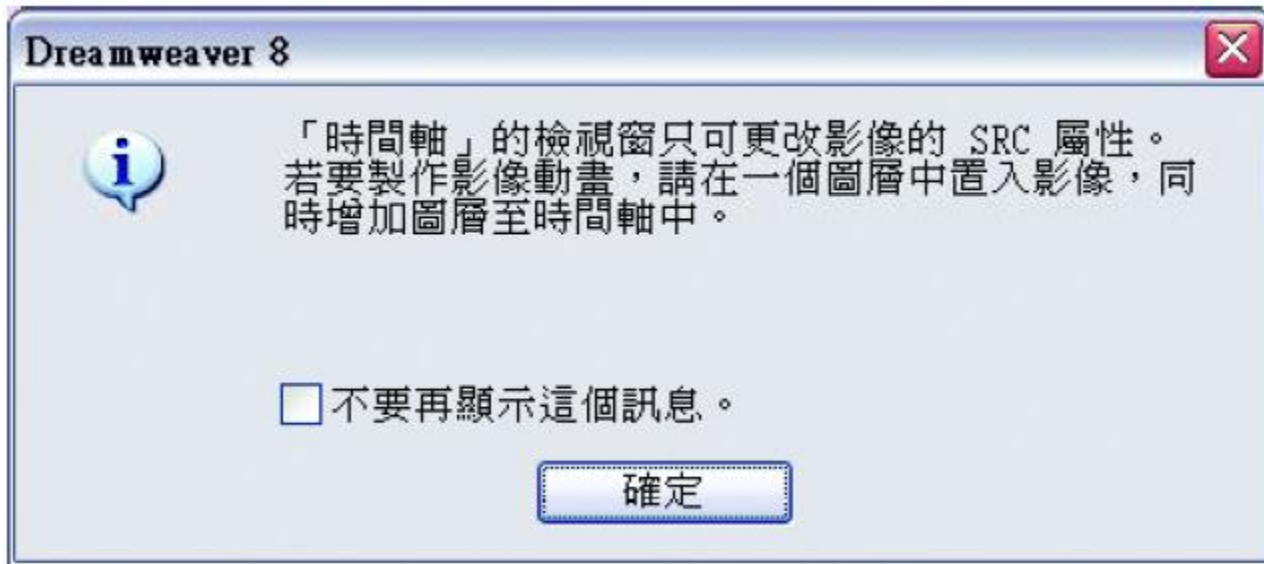 Dreamweaver 8
「時間軸」的檢視窗只可更改影像的 SRC 屬性。
若要製作影像動畫，請在一個圖層中置入影像，同
時增加圖層至時間軸中。
不要再顯示這個訊息。
確定